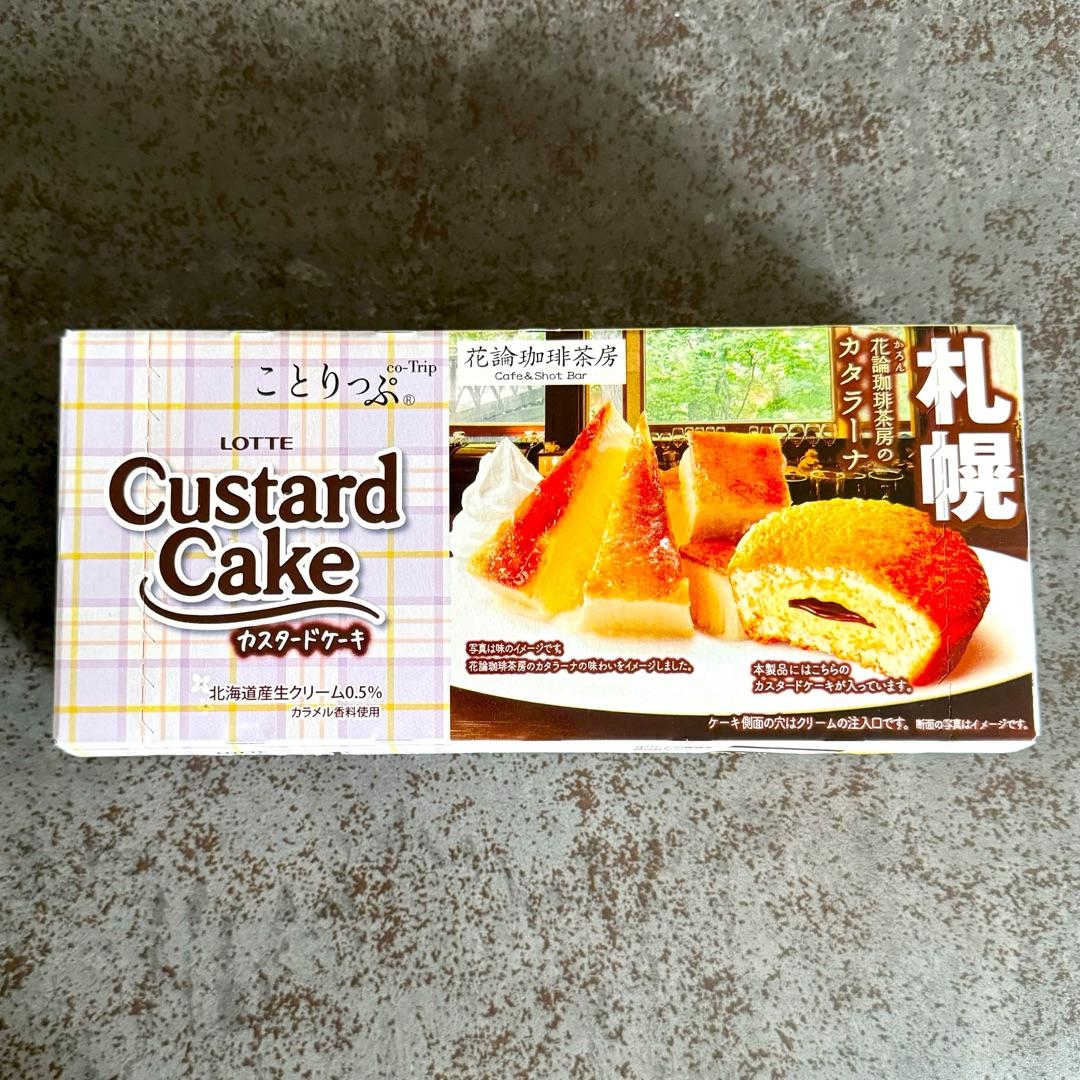 ことりっぷ®
co-Trip
LOTTE
Custard
Cake
カスタードケーキ
北海道産生クリーム0.5%
カラメル香料使用
花論珈琲茶房
Cafe&Shot Bar
札幌
かろん
花論珈琲茶房の
カタラーナ
写真は味のイメージです。
花論珈琲茶房のカタラーナの味わいをイメージしました。
本製品にはこちらの
カスタードケーキが入っています。
ケーキ側面の穴はクリームの注入口です。 断面の写真はイメージです。